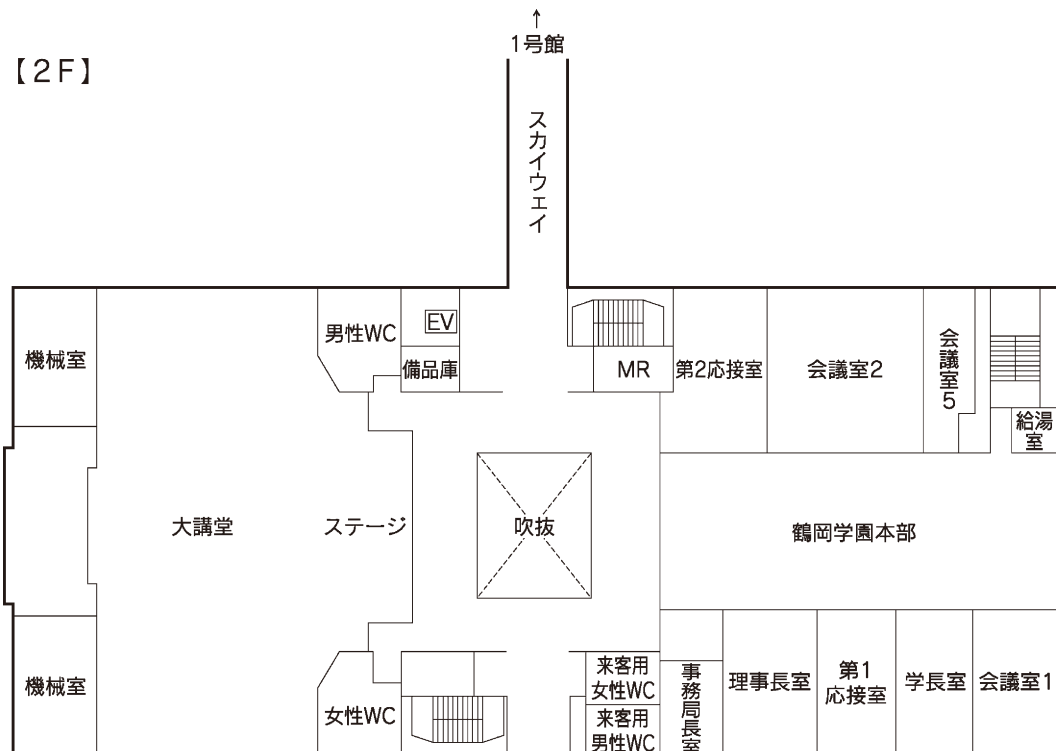 ↑
1号館
【2F】
スカイウェイ
機械室
男性WC
EV
備品庫
MR
第2応接室
会議室2
会議室5
給湯
室
大講堂
ステージ
吹抜
鶴岡学園本部
機械室
女性WC
来客用
女性WC
来客用
男性WC
事務局長室
理事長室
第1
応接室
学長室
会議室1